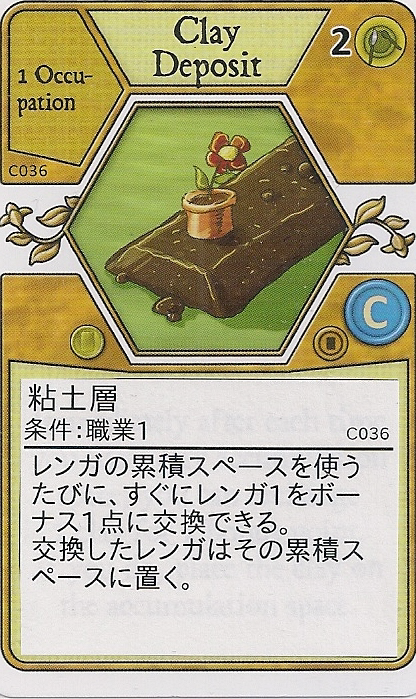 Clay
Deposit
2
1 Occu-
pation
C036
C
粘土層
条件:職業1
C036
レンガの累積スペースを使う
たびに、すぐにレンガ1をボー
ナス1点に交換できる。
交換したレンガはその累積ス
ペースに置く。